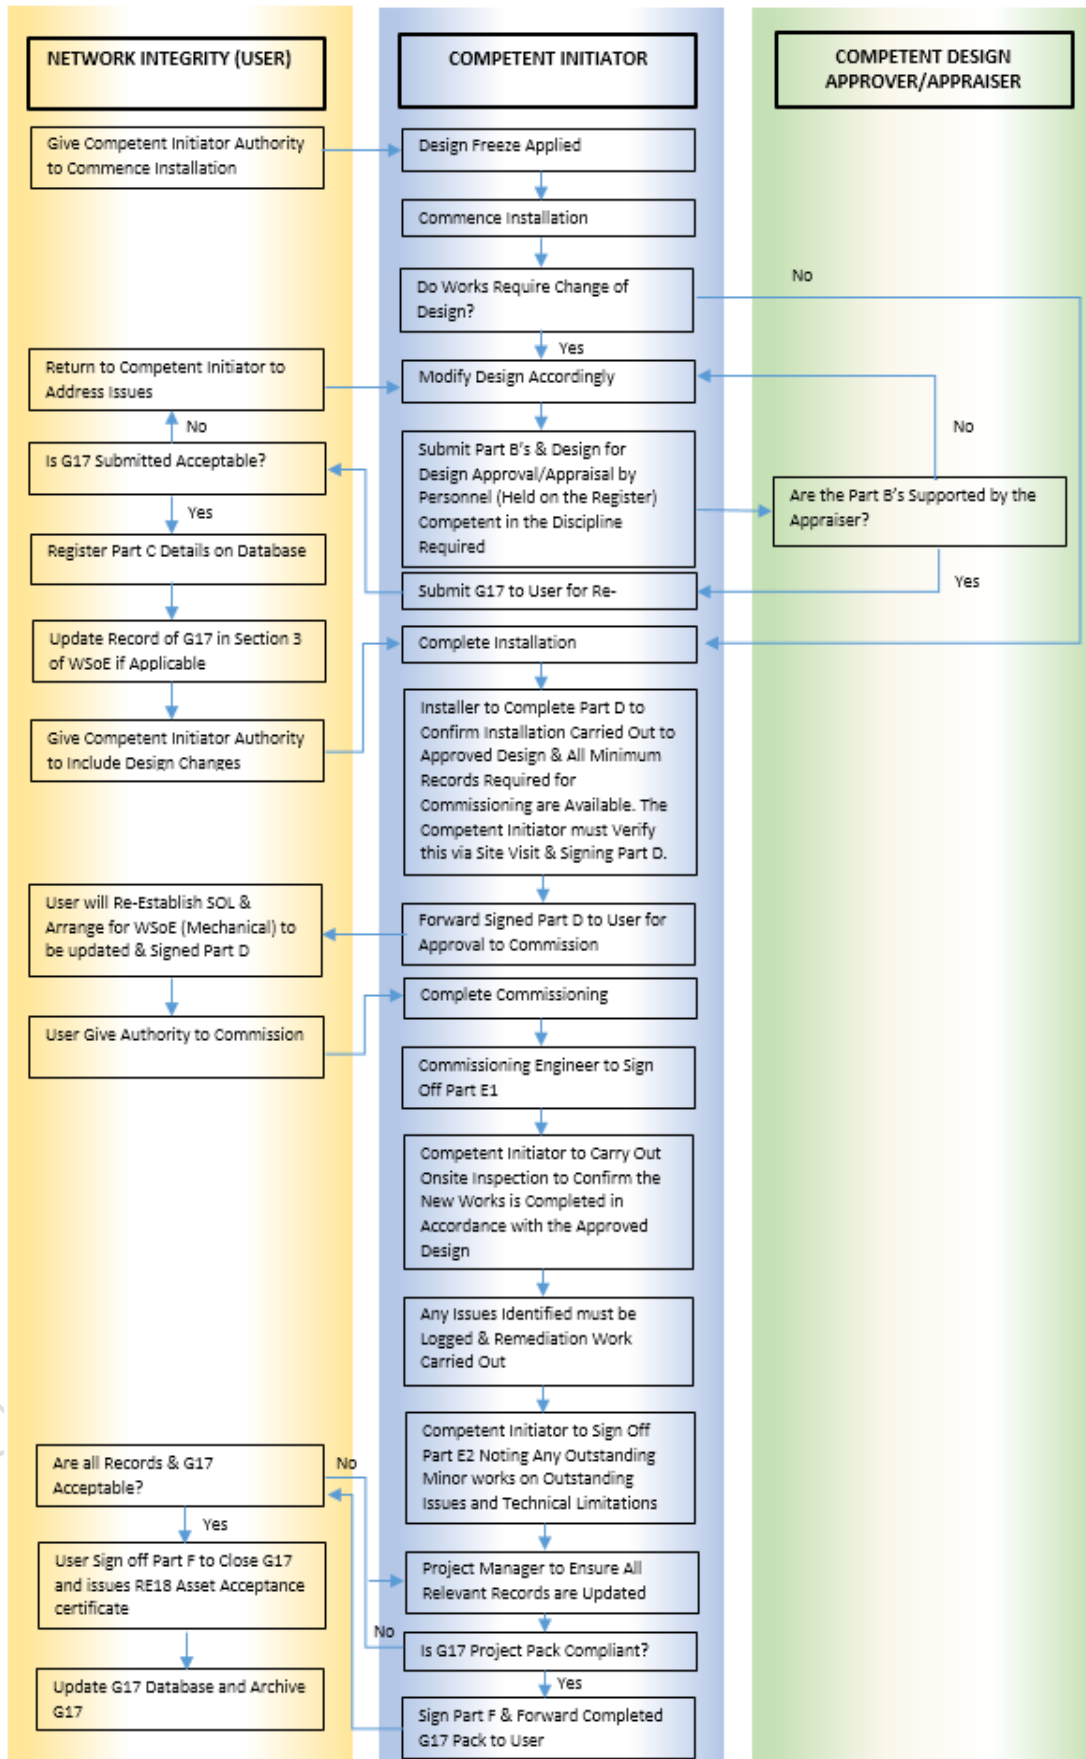 NETWORK INTEGRITY (USER)
COMPETENT INITIATOR
COMPETENT DESIGN
APPROVER/APPRAISER
Give Competent Initiator Authority
to Commence Installation
Design Freeze Applied
Commence Installation
Do Works Require Change of
Design?
No
Yes
Return to Competent Initiator to
Address Issues
Modify Design Accordingly
No
No
Is G17 Submitted Acceptable?
Submit Part B's & Design for
Design Approval/Appraisal by
Personnel (Held on the Register)
Competent in the Discipline
Required
Are the Part B's Supported by the
Appraiser?
Yes
Register Part C Details on Database
Yes
Submit G17 to User for Re-
Update Record of G17 in Section 3
of WSoE if Applicable
Complete Installation
Give Competent Initiator Authority
to Include Design Changes
Installer to Complete Part D to
Confirm Installation Carried Out to
Approved Design & All Minimum
Records Required for
Commissioning are Available. The
Competent Initiator must Verify
this via Site Visit & Signing Part D.
User will Re-Establish SOL &
Arrange for WSoE (Mechanical) to
be updated & Signed Part D
Forward Signed Part D to User for
Approval to Commission
Complete Commissioning
User Give Authority to Commission
Commissioning Engineer to Sign
Off Part E1
Competent Initiator to Carry Out
Onsite Inspection to Confirm the
New Works is Completed in
Accordance with the Approved
Design
Any Issues Identified must be
Logged & Remediation Work
Carried Out
Competent Initiator to Sign Off
Part E2 Noting Any Outstanding
Minor works on Outstanding
Issues and Technical Limitations
Are all Records & G17
Acceptable?
No
Yes
User Sign off Part F to Close G17
and issues RE18 Asset Acceptance
certificate
Project Manager to Ensure All
Relevant Records are Updated
No
Is G17 Project Pack Compliant?
Yes
Update G17 Database and Archive
G17
Sign Part F & Forward Completed
G17 Pack to User